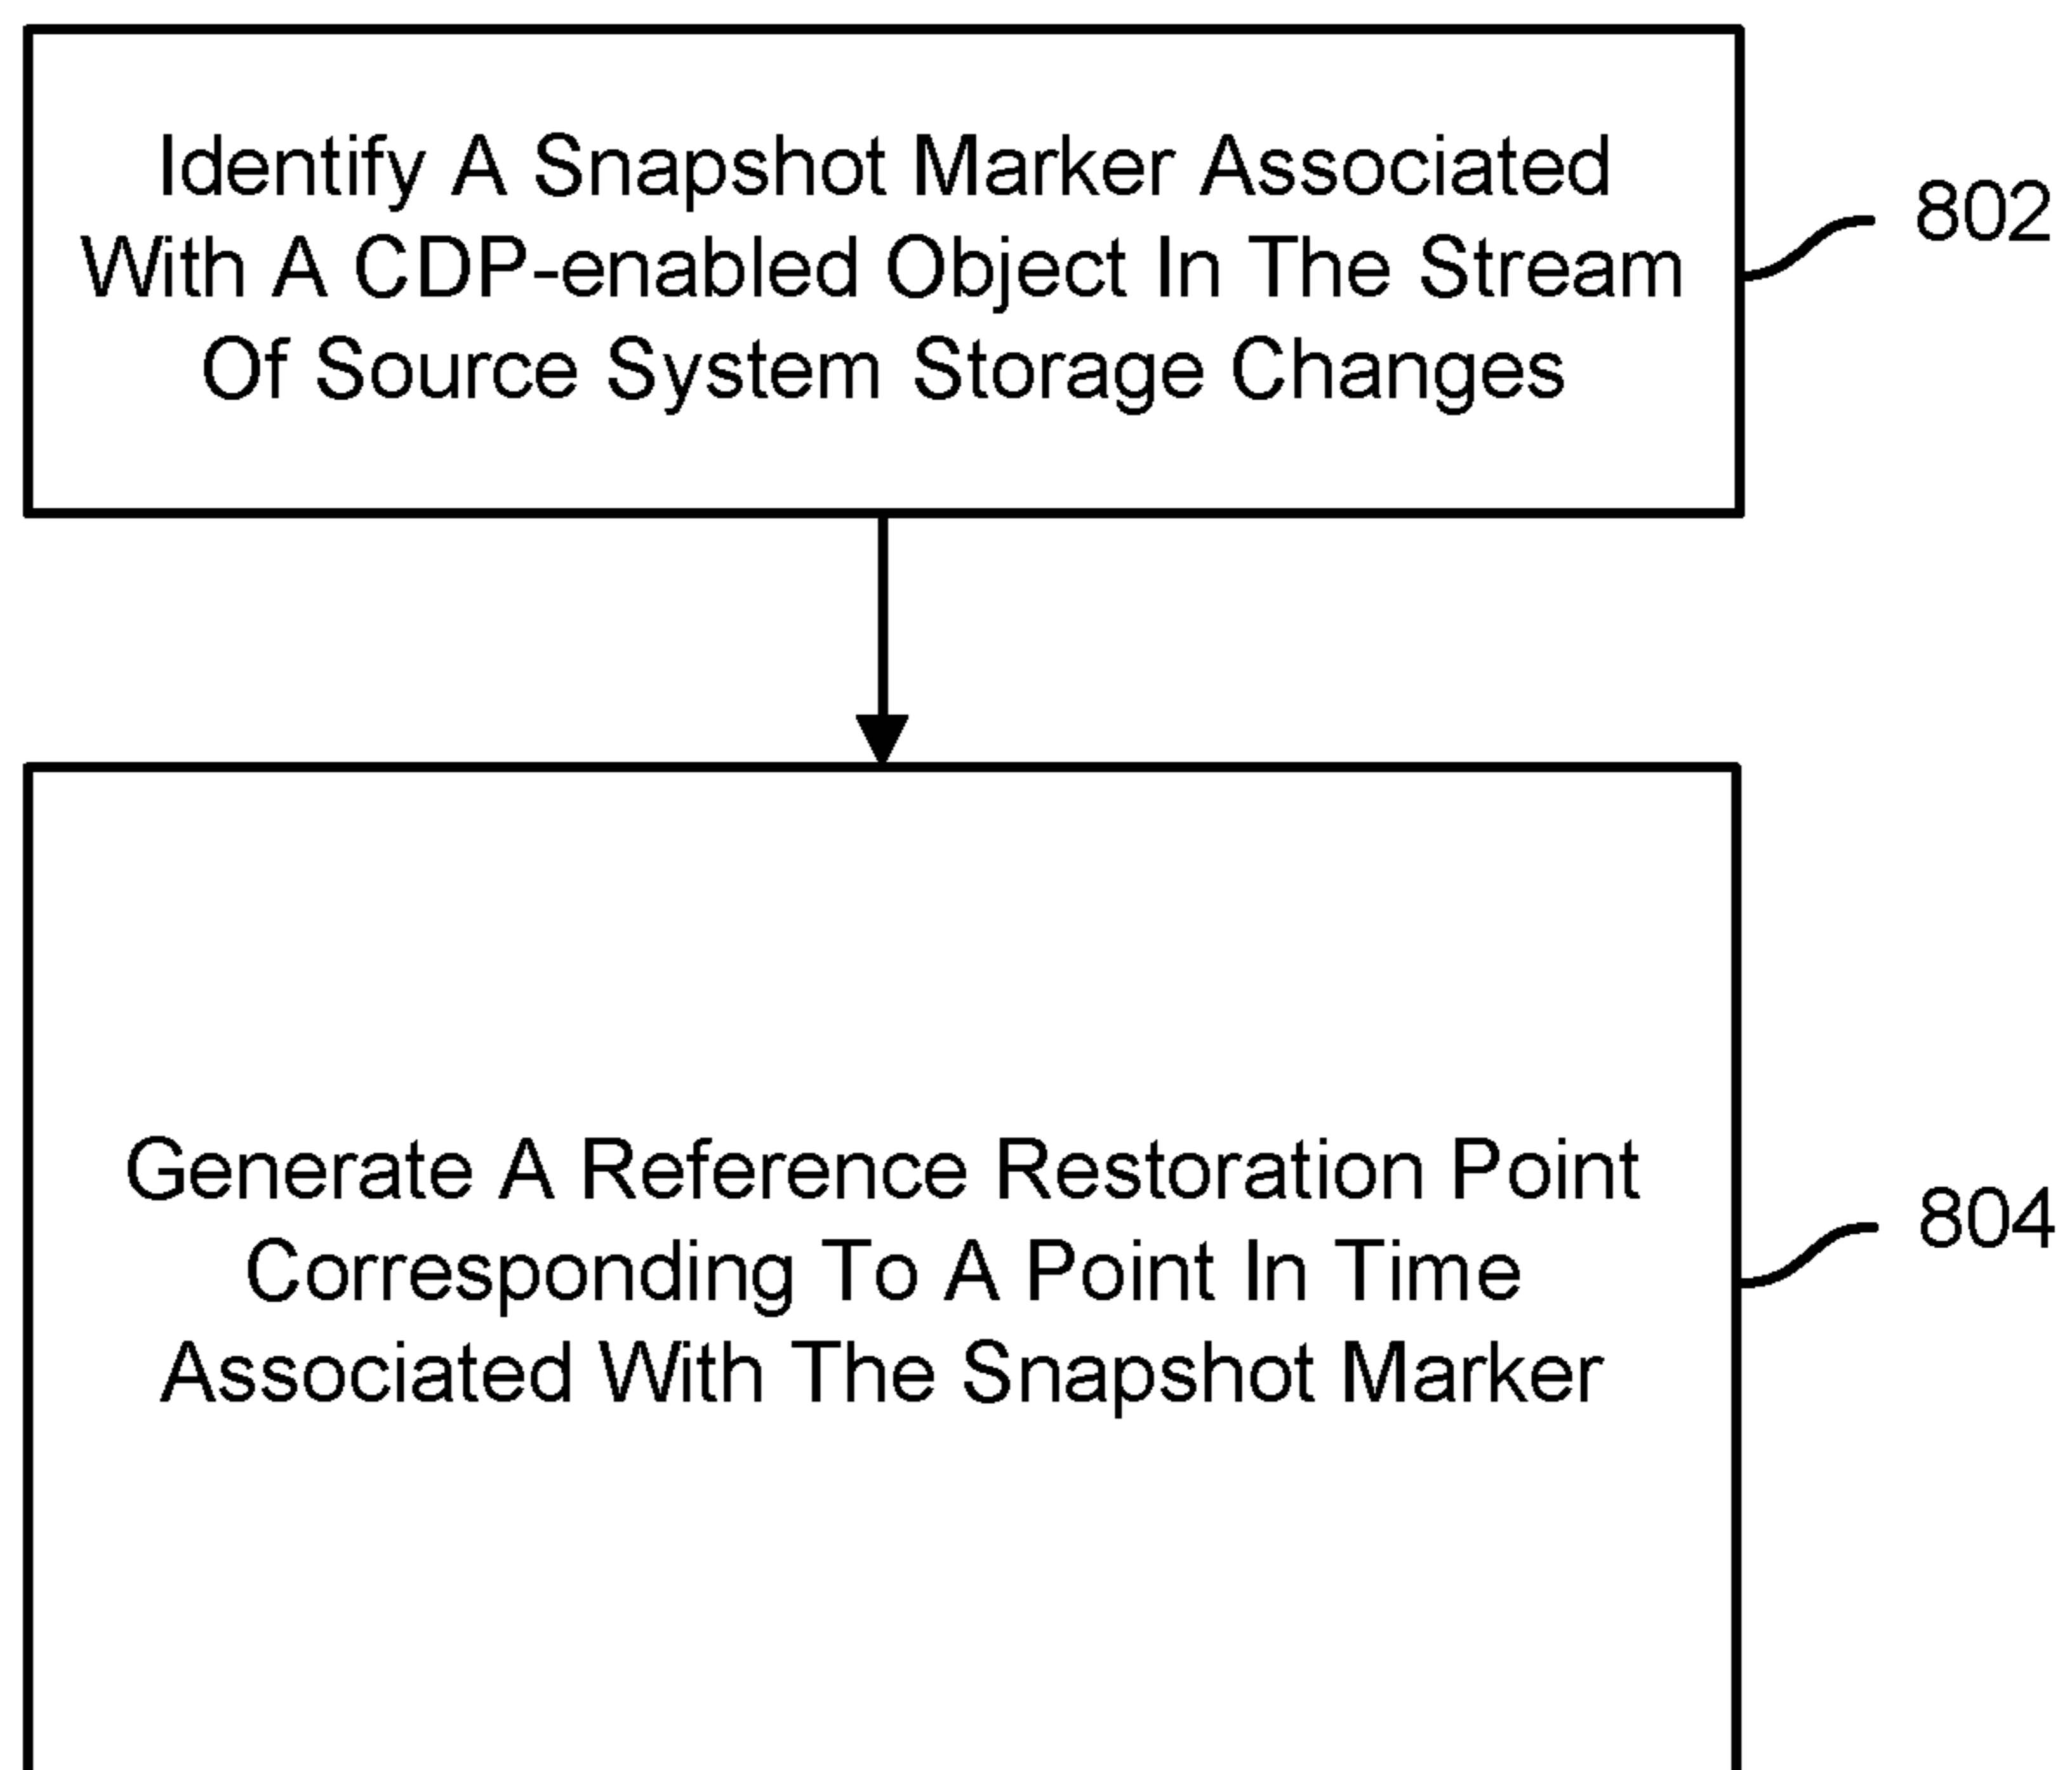 Identify A Snapshot Marker Associated
With A CDP-enabled Object In The Stream
Of Source System Storage Changes
802
Generate A Reference Restoration Point
Corresponding To A Point In Time
Associated With The Snapshot Marker
804